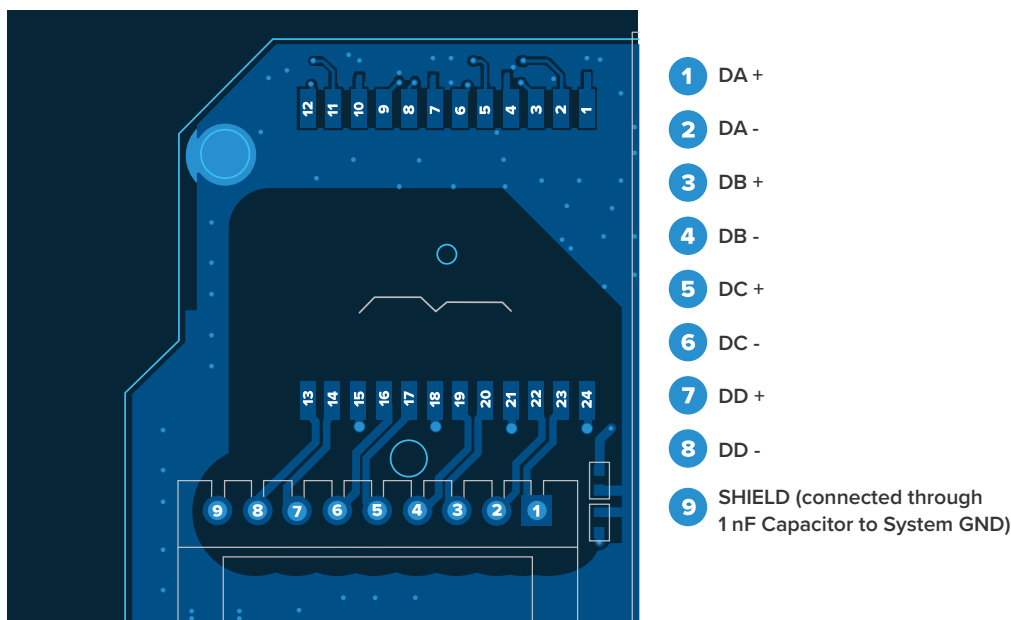 12 11 10 9 8 7 6 5 4 3 2 1
13 14 15 16 17 18 19 20 21 22 23 24
9 8 7 6 5 4 3 2 1
1 DA +
2 DA -
3 DB +
4 DB -
5 DC +
6 DC -
7 DD +
8 DD -
9 SHIELD (connected through
1 nF Capacitor to System GND)